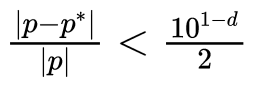 |p−p*| / |p| < 10^{1−d} / 2